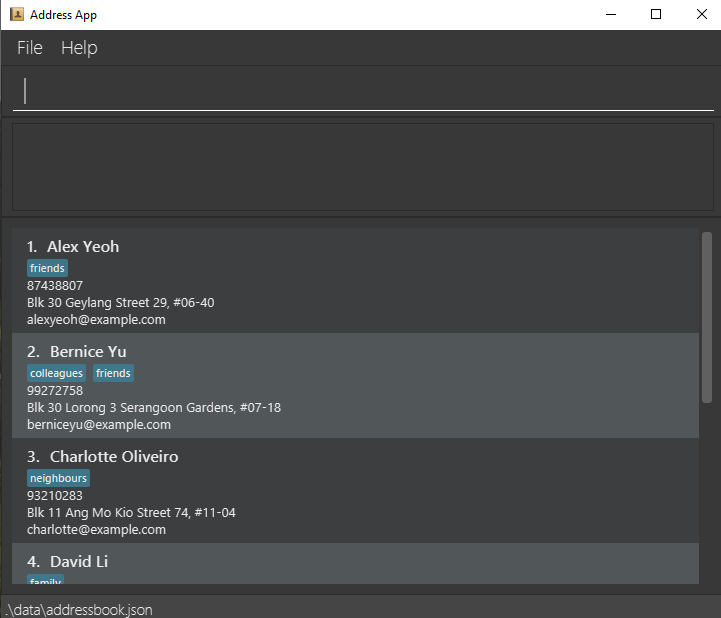 Address App
File Help
1. Alex Yeoh
friends
87438807
Blk 30 Geylang Street 29, #06-40
alexyeoh@example.com
2. Bernice Yu
colleagues friends
99272758
Blk 30 Lorong 3 Serangoon Gardens, #07-18
berniceyu@example.com
3. Charlotte Oliveiro
neighbours
93210283
Blk 11 Ang Mo Kio Street 74, #11-04
charlotte@example.com
4. David Li
family
.\data\addressbook.json